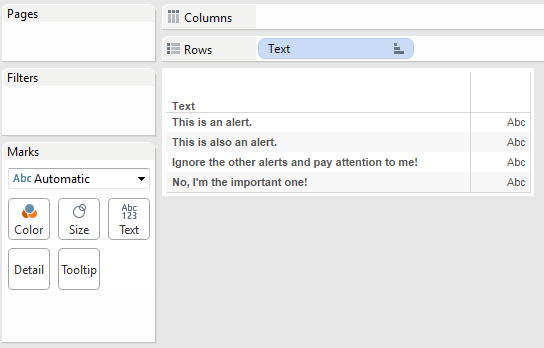 Pages
Columns
Rows
Text
Filters
Text
This is an alert.
Abc
This is also an alert.
Abc
Ignore the other alerts and pay attention to me!
Abc
No, I'm the important one!
Abc
Marks
Abc Automatic
Abc
123
Color
Size
Text
Detail
Tooltip